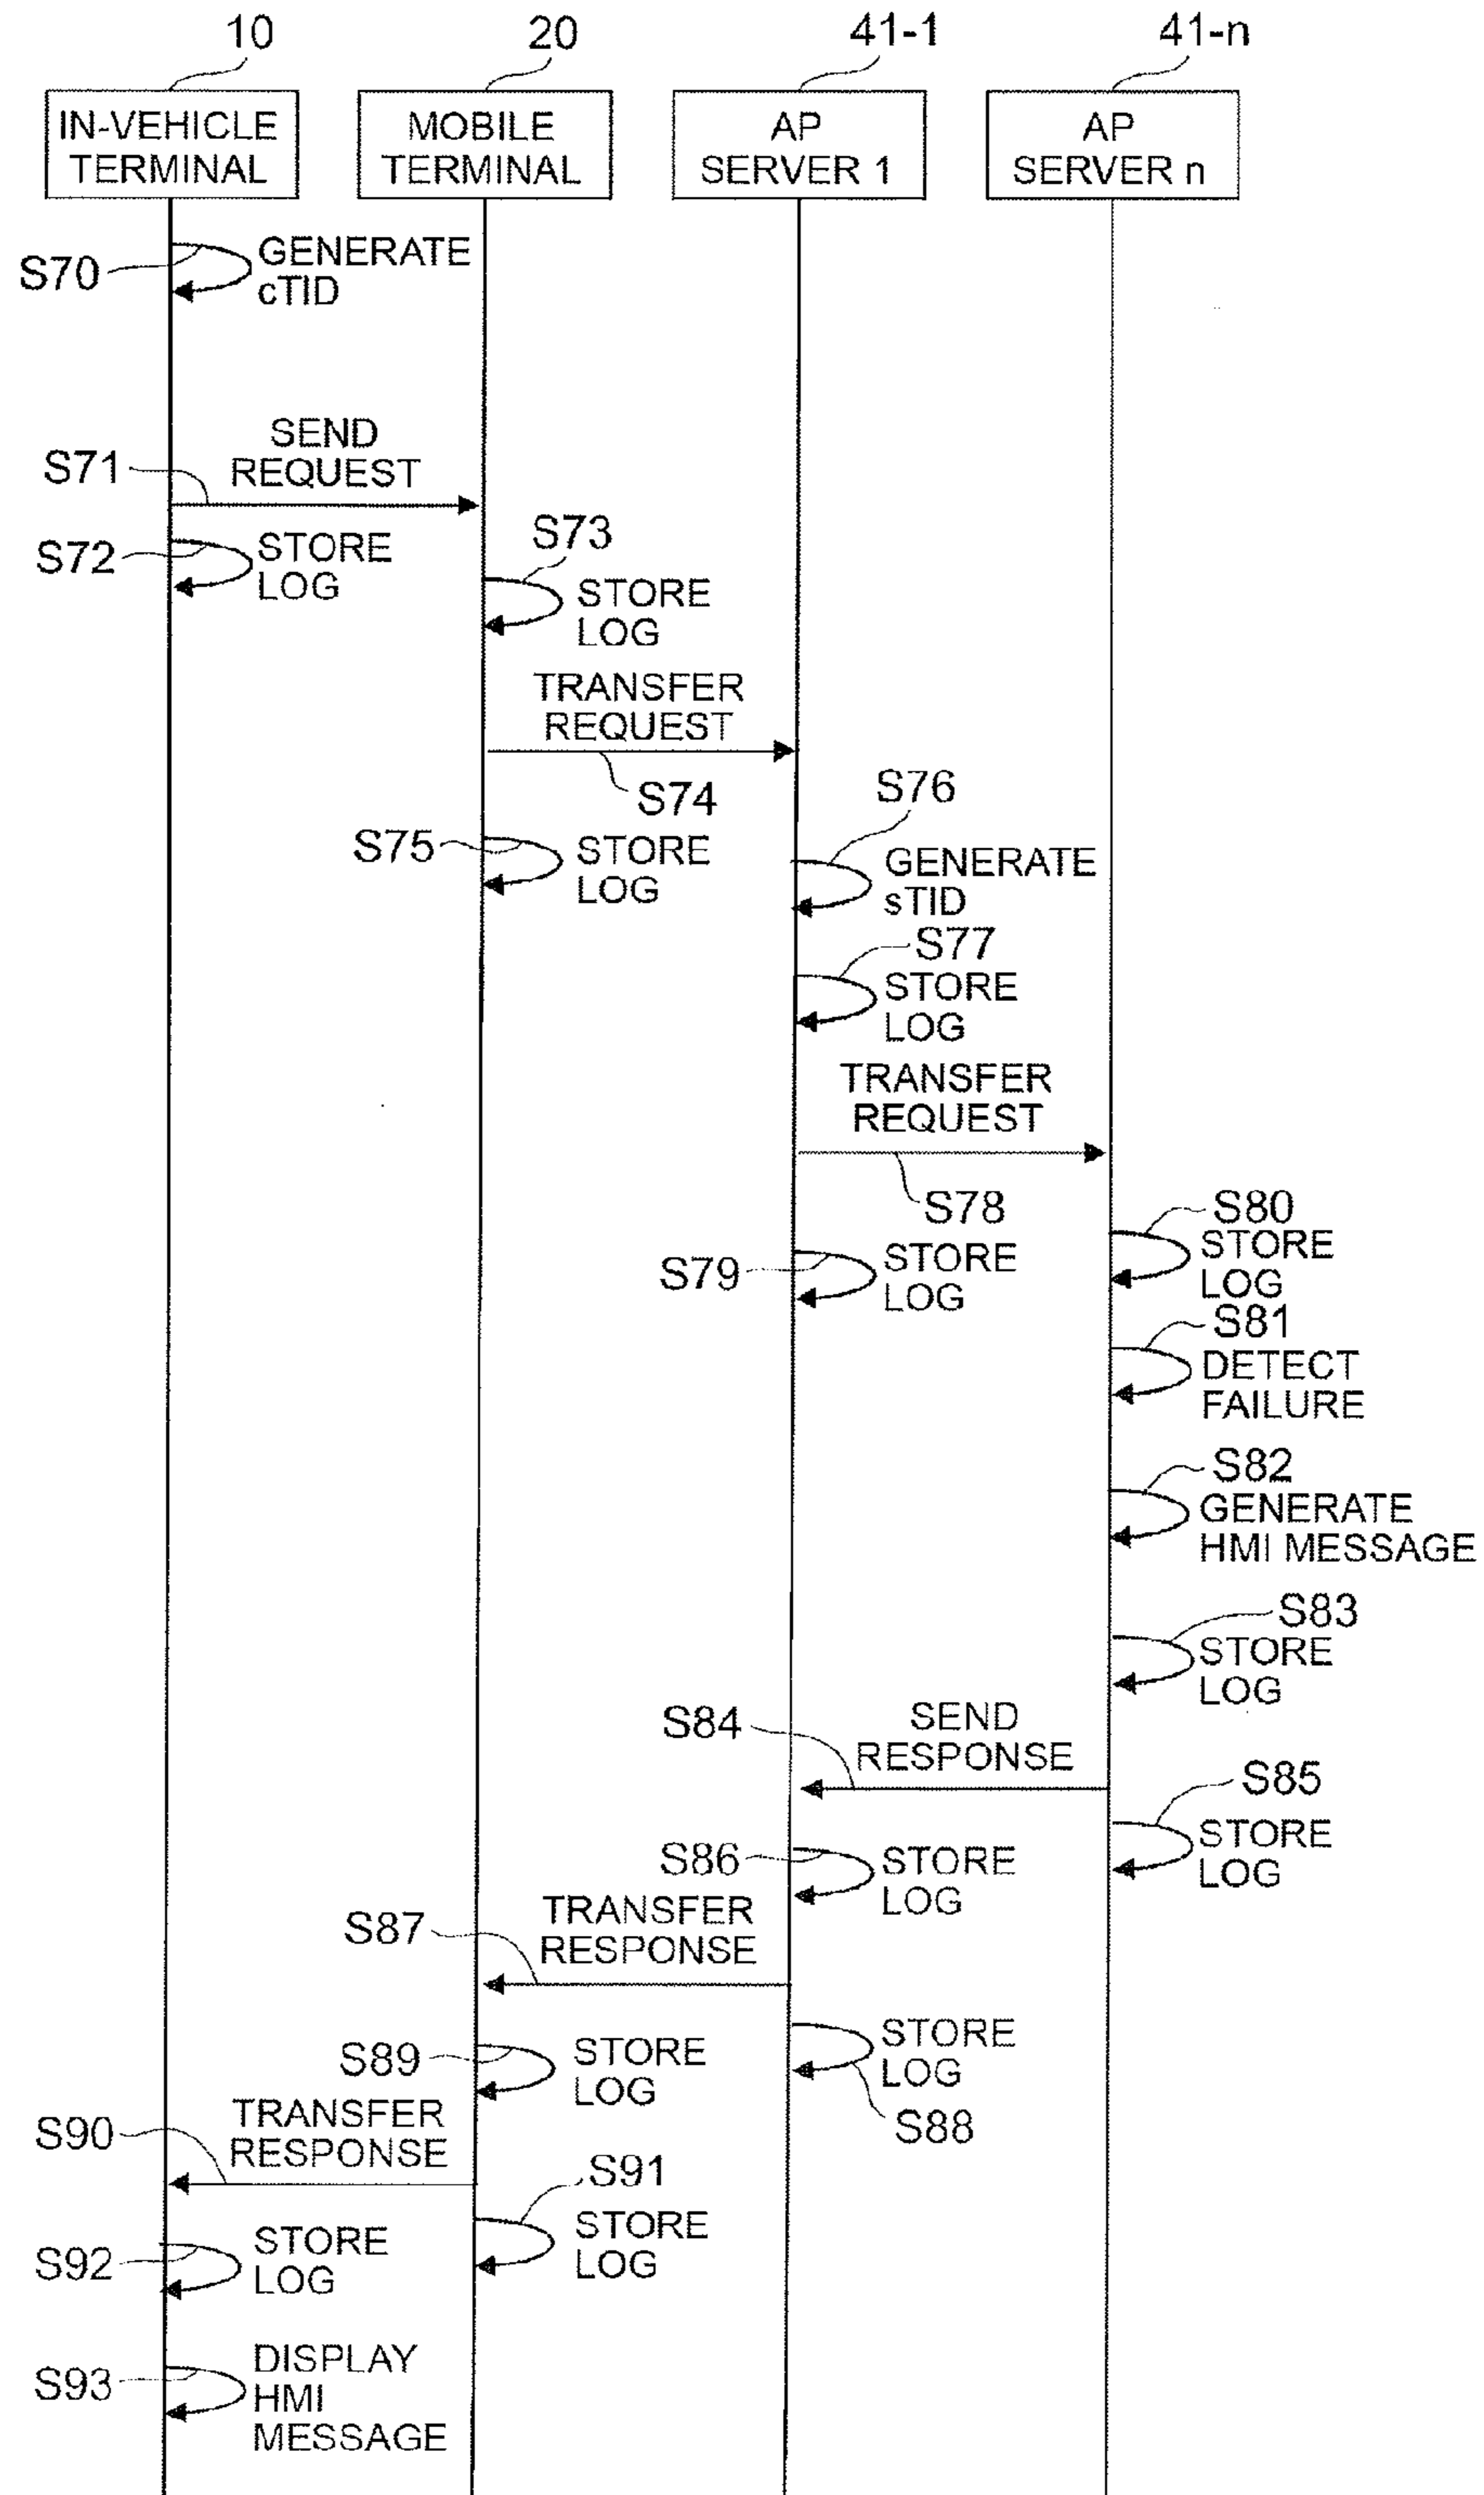 10
20
41-1
41-n
IN-VEHICLE
TERMINAL
MOBILE
TERMINAL
AP
SERVER 1
AP
SERVER n
S70
GENERATE
cTID
SEND
REQUEST
S71
S72
STORE
LOG
S73
STORE
LOG
TRANSFER
REQUEST
S74
S75
STORE
LOG
S76
GENERATE
sTID
S77
STORE
LOG
TRANSFER
REQUEST
S78
S79
STORE
LOG
S80
STORE
LOG
S81
DETECT
FAILURE
S82
GENERATE
HMI MESSAGE
S83
STORE
LOG
S84
SEND
RESPONSE
S85
STORE
LOG
S86
STORE
LOG
S87
TRANSFER
RESPONSE
S88
STORE
LOG
S89
STORE
LOG
S90
TRANSFER
RESPONSE
S91
STORE
LOG
S92
STORE
LOG
S93
DISPLAY
HMI
MESSAGE